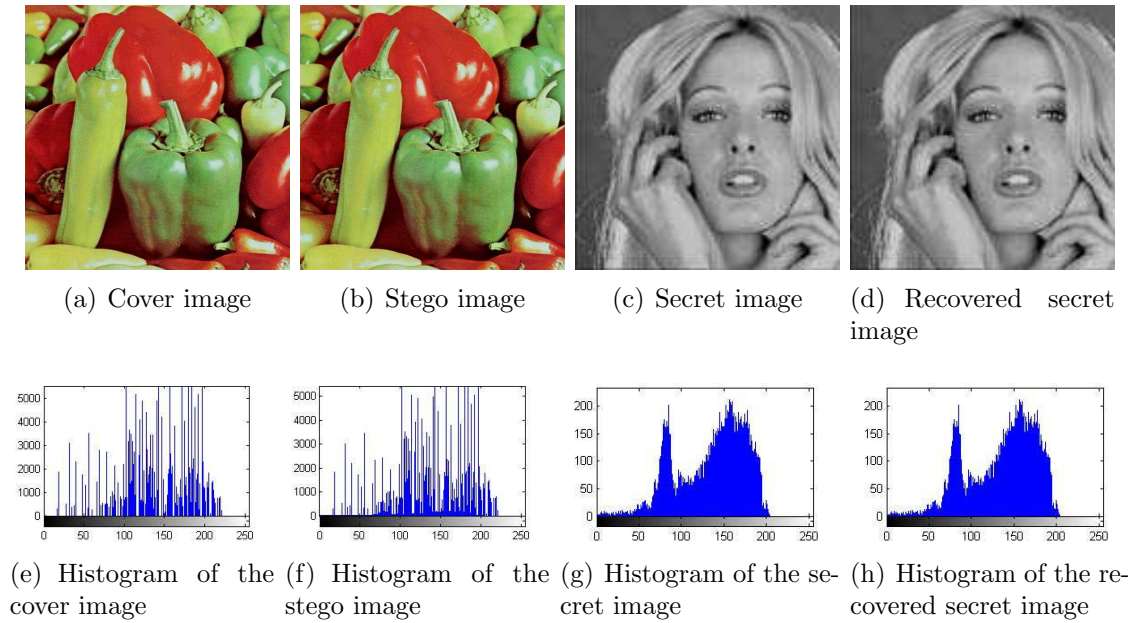 (a) Cover image
(b) Stego image
(c) Secret image
(d) Recovered secret
image
5000
4000
3000
2000
1000
0
0 50 100 150 200 250
5000
4000
3000
2000
1000
0
0 50 100 150 200 250
200
150
100
50
0
0 50 100 150 200 250
200
150
100
50
0
0 50 100 150 200 250
(e) Histogram of the
cover image
(f) Histogram of the
stego image
(g) Histogram of the se-
cret image
(h) Histogram of the re-
covered secret image